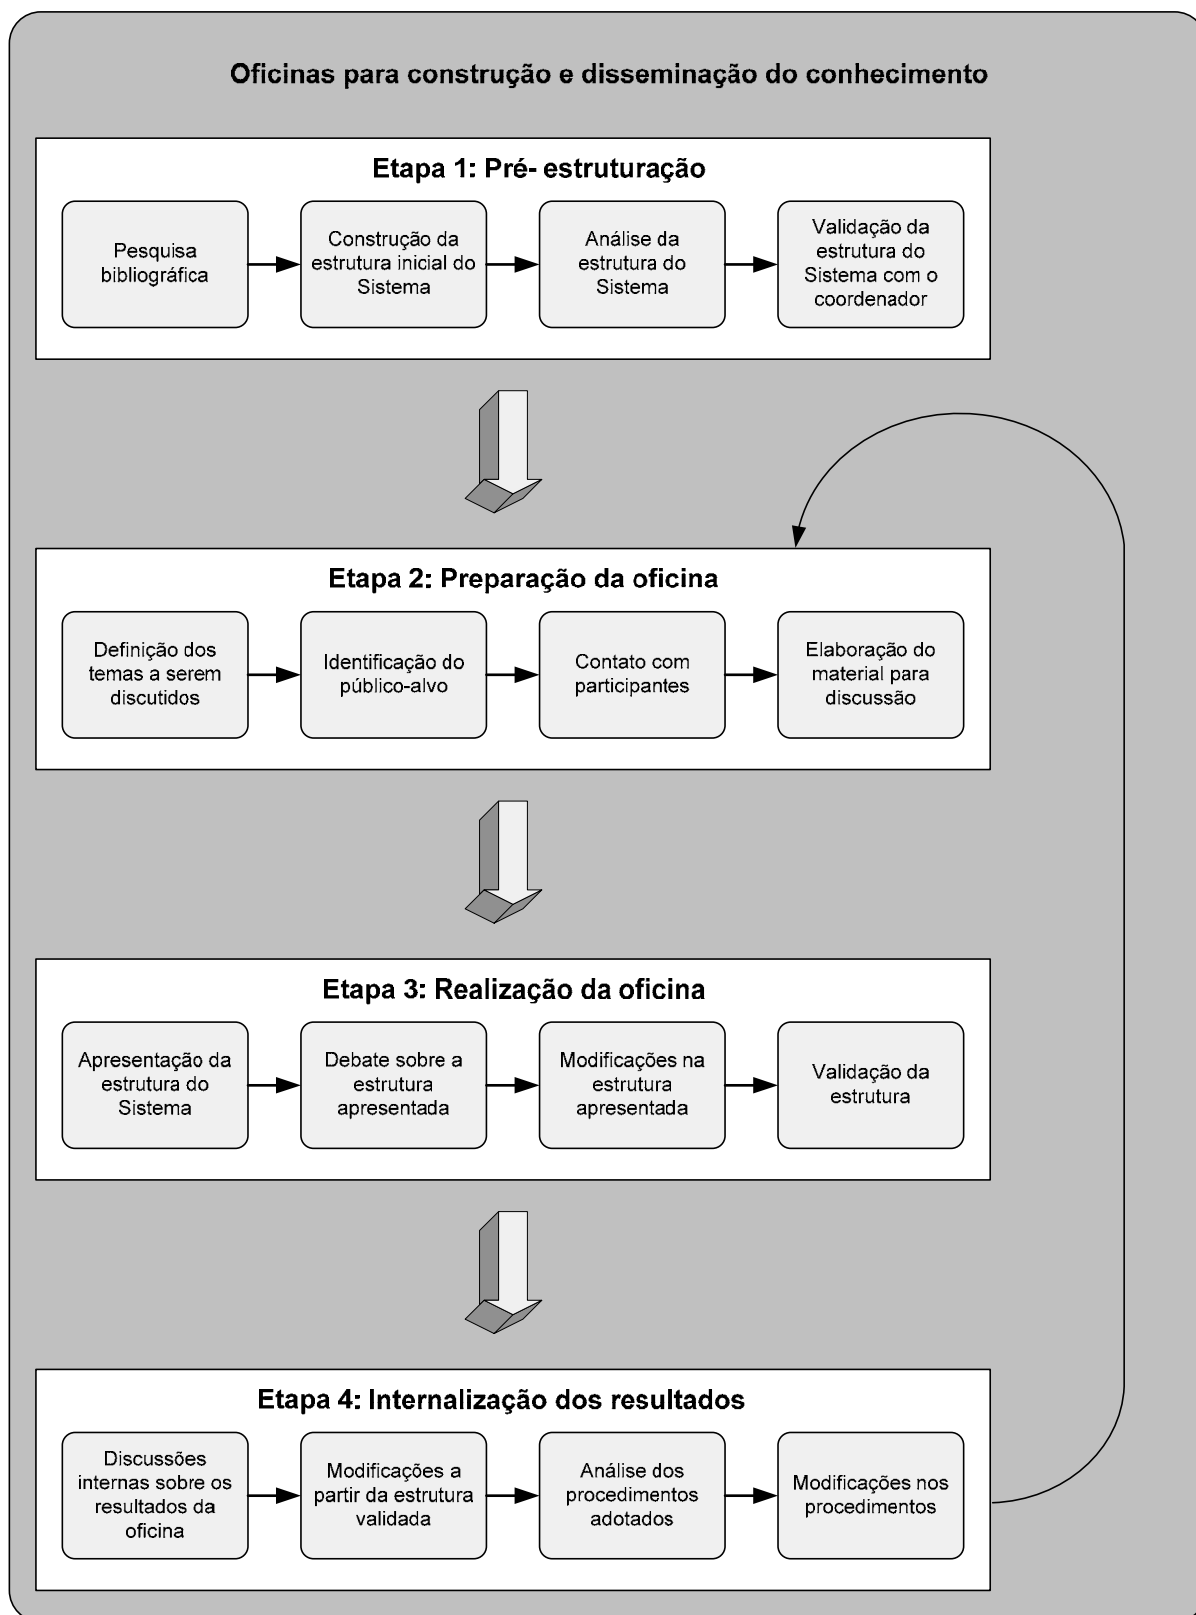 Oficinas para construção e disseminação do conhecimento
Etapa 1: Pré- estruturação
Pesquisa
bibliográfica
Construção da
estrutura inicial do
Sistema
Análise da
estrutura do
Sistema
Validação da
estrutura do
Sistema com o
coordenador
Etapa 2: Preparação da oficina
Definição dos
temas a serem
discutidos
Identificação do
público-alvo
Contato com
participantes
Elaboração do
material para
discussão
Etapa 3: Realização da oficina
Apresentação da
estrutura do
Sistema
Debate sobre a
estrutura
apresentada
Modificações na
estrutura
apresentada
Validação da
estrutura
Etapa 4: Internalização dos resultados
Discussões
internas sobre os
resultados da
oficina
Modificações a
partir da estrutura
validada
Análise dos
procedimentos
adotados
Modificações nos
procedimentos